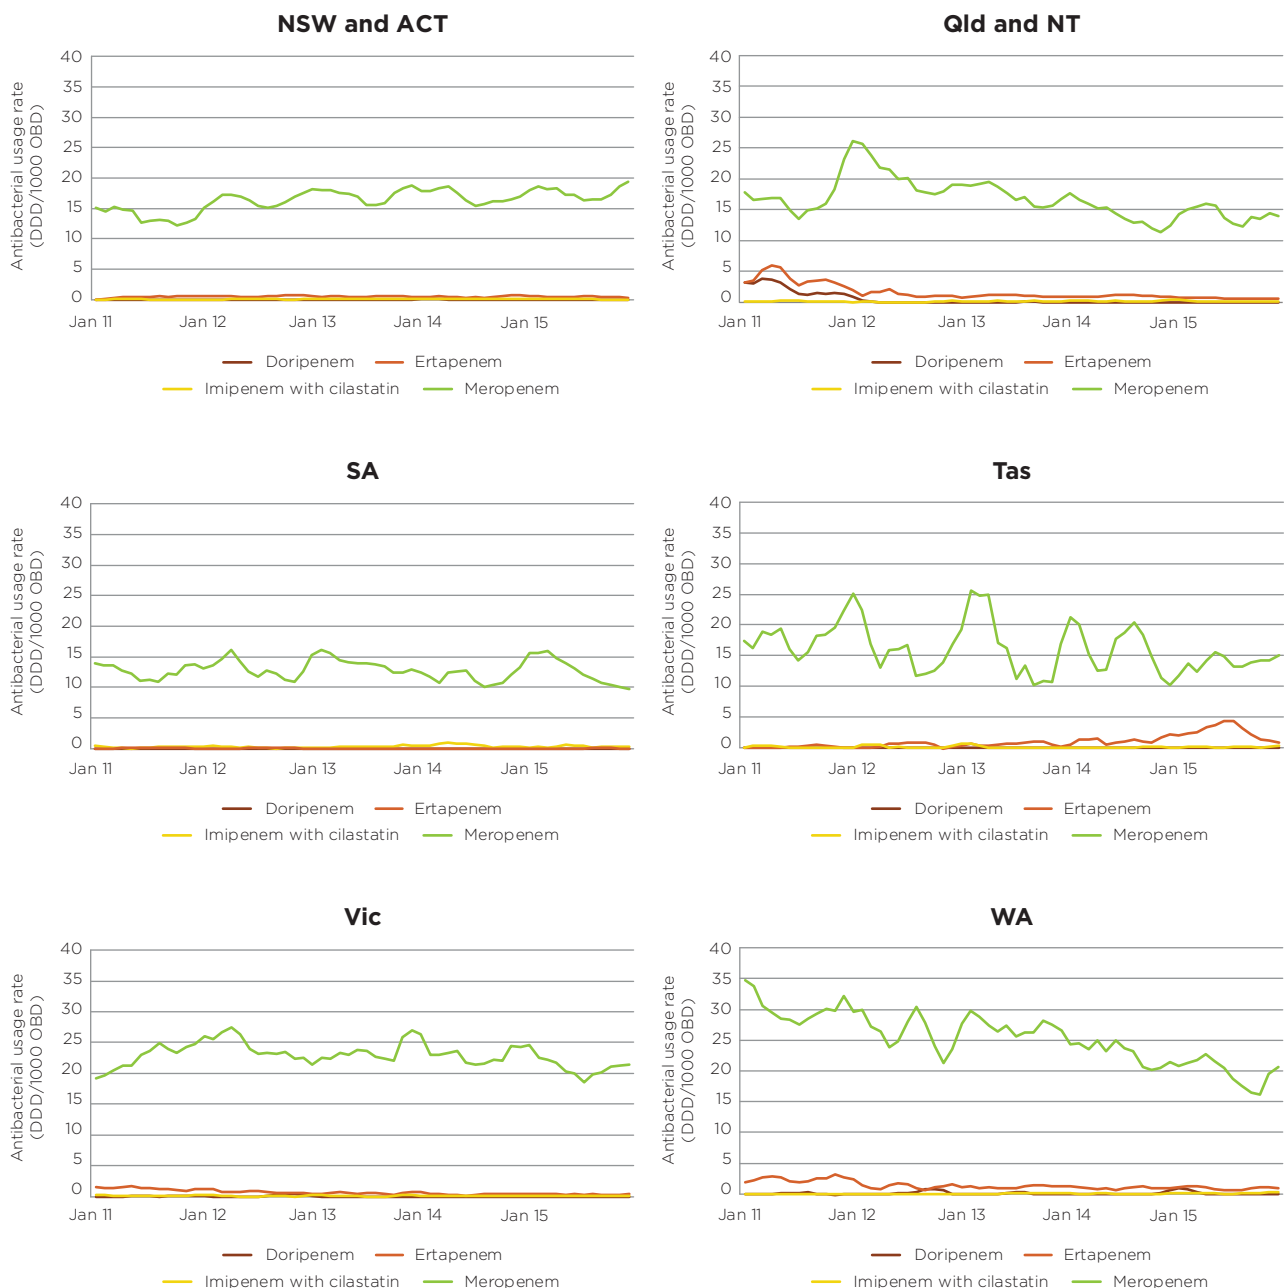 NSW and ACT
Antibacterial usage rate
(DDD/1000 OBD)
40
35
30
25
20
15
10
5
0
Jan 11 Jan 12 Jan 13 Jan 14 Jan 15
Doripenem Ertapenem
Imipenem with cilastatin Meropenem
Qld and NT
Antibacterial usage rate
(DDD/1000 OBD)
40
35
30
25
20
15
10
5
0
Jan 11 Jan 12 Jan 13 Jan 14 Jan 15
Doripenem Ertapenem
Imipenem with cilastatin Meropenem
SA
Antibacterial usage rate
(DDD/1000 OBD)
40
35
30
25
20
15
10
5
0
Jan 11 Jan 12 Jan 13 Jan 14 Jan 15
Doripenem Ertapenem
Imipenem with cilastatin Meropenem
Tas
Antibacterial usage rate
(DDD/1000 OBD)
40
35
30
25
20
15
10
5
0
Jan 11 Jan 12 Jan 13 Jan 14 Jan 15
Doripenem Ertapenem
Imipenem with cilastatin Meropenem
Vic
Antibacterial usage rate
(DDD/1000 OBD)
40
35
30
25
20
15
10
5
0
Jan 11 Jan 12 Jan 13 Jan 14 Jan 15
Doripenem Ertapenem
Imipenem with cilastatin Meropenem
WA
Antibacterial usage rate
(DDD/1000 OBD)
40
35
30
25
20
15
10
5
0
Jan 11 Jan 12 Jan 13 Jan 14 Jan 15
Doripenem Ertapenem
Imipenem with cilastatin Meropenem